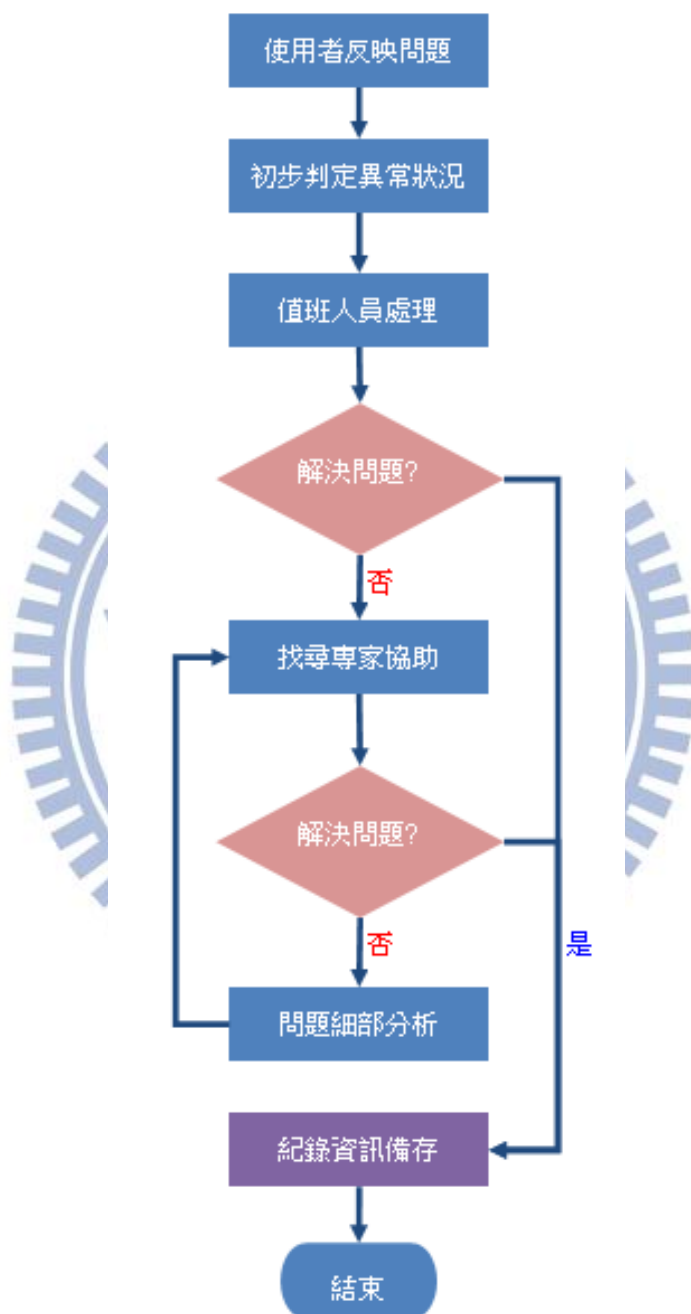 使用者反映問題
初步判定異常狀況
值班人員處理
解決問題?
否
找尋專家協助
解決問題?
否
是
問題細部分析
紀錄資訊備存
結束